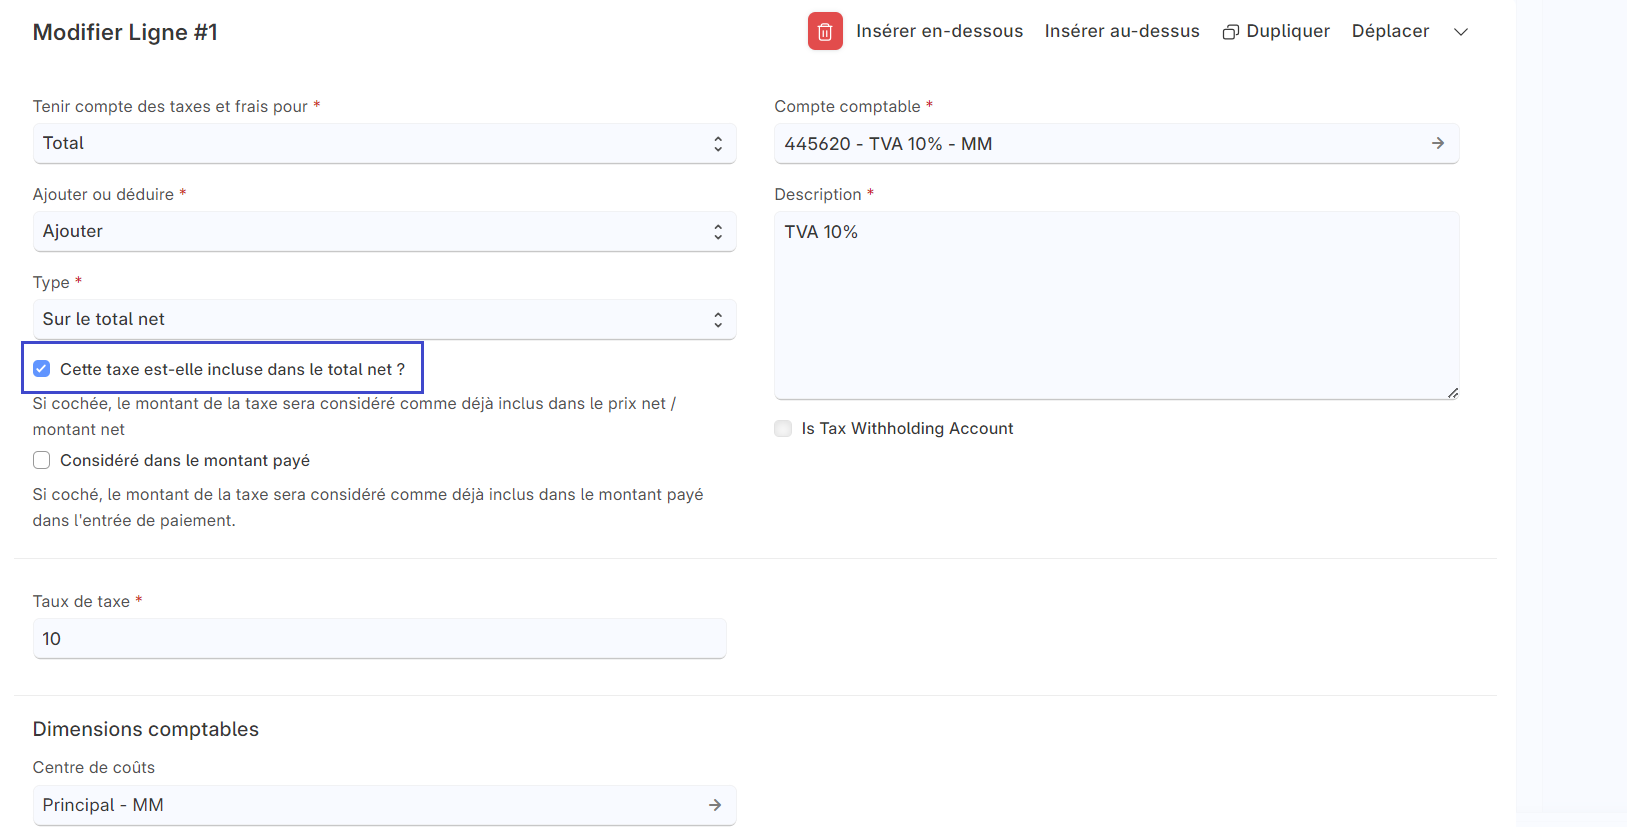 Modifier Ligne #1
Insérer en-dessous Insérer au-dessus Dupliquer Déplacer
Tenir compte des taxes et frais pour *
Total
Ajouter ou déduire *
Ajouter
Type *
Sur le total net
Cette taxe est-elle incluse dans le total net ?
Si cochée, le montant de la taxe sera considéré comme déjà inclus dans le prix net /
montant net
Considéré dans le montant payé
Si coché, le montant de la taxe sera considéré comme déjà inclus dans le montant payé
dans l'entrée de paiement.
Compte comptable *
445620 - TVA 10% - MM
Description *
TVA 10%
Is Tax Withholding Account
Taux de taxe *
10
Dimensions comptables
Centre de coûts
Principal - MM